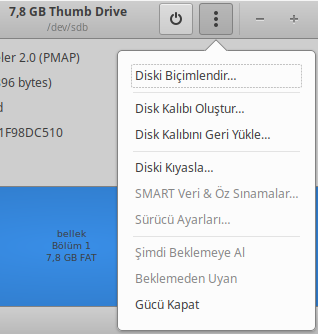 7,8 GB Thumb Drive
/dev/sdb
eler 2.0 (PMAP)
396 bytes)
d
1F98DC510
Diski Biçimlendir...
Disk Kalıbı Oluştur...
Disk Kalıbını Geri Yükle...
Diski Kıyasla...
SMART Veri & Öz Sınamalar...
Sürücü Ayarları...
Şimdi Beklemeye Al
Beklemeden Uyan
Gücü Kapat
bellek
Bölüm 1
7,8 GB FAT